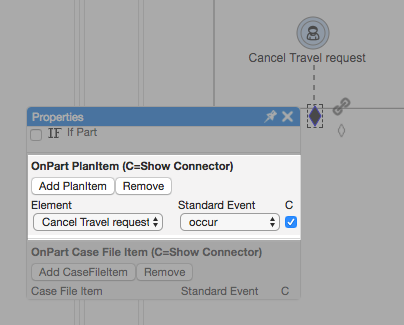 Cancel Travel request
Properties
IF If Part
OnPart PlanItem (C=Show Connector)
Add PlanItem Remove
Element Standard Event C
Cancel Travel request occur
OnPart Case File Item (C=Show Connector)
Add CaseFileItem Remove
Case File Item Standard Event C